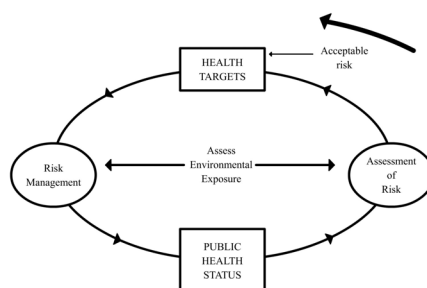 HEALTH
TARGETS
Acceptable
risk
Risk
Management
Assess
Environmental
Exposure
Assessment
of
Risk
PUBLIC
HEALTH
STATUS